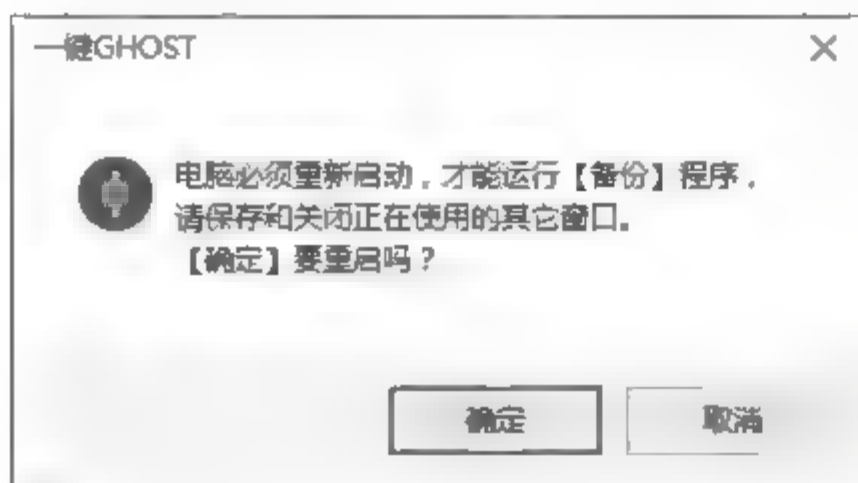 一键GHOST
电脑必须重新启动，才能运行【备份】程序，
请保存和关闭正在使用的其它窗口。
【确定】要重启吗？
确定
取消